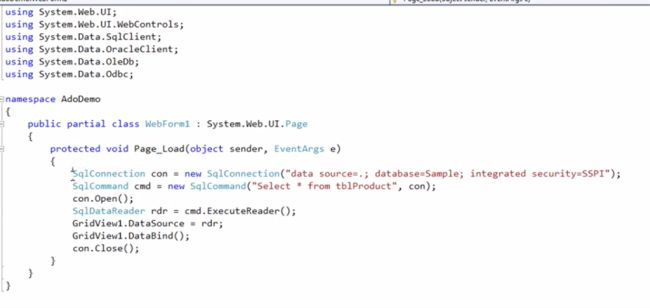 using System.Web.UI;
using System.Web.UI.WebControls;
using System.Data.SqlClient;
using System.Data.OracleClient;
using System.Data.OleDb;
using System.Data.Odbc;

namespace AdoDemo
{
    public partial class WebForm1 : System.Web.UI.Page
    {
        protected void Page_Load(object sender, EventArgs e)
        {
            SqlConnection con = new SqlConnection("data source=.; database=Sample; integrated security=SSPI");
            SqlCommand cmd = new SqlCommand("Select * from tblProduct", con);
            con.Open();
            SqlDataReader rdr = cmd.ExecuteReader();
            GridView1.DataSource = rdr;
            GridView1.DataBind();
            con.Close();
        }
    }
}